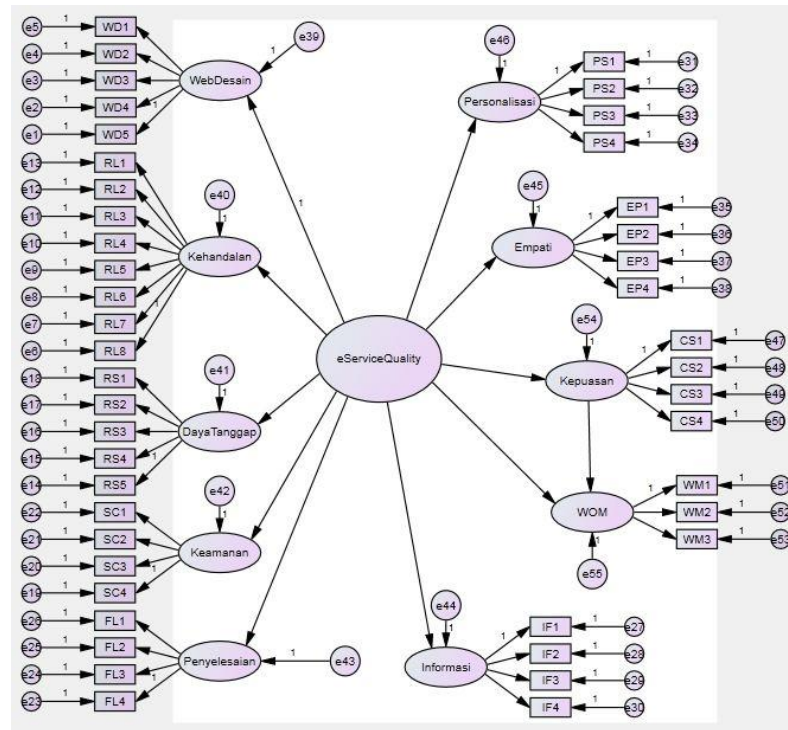 e5 1 WD1
e4 1 WD2
e3 1 WD3
e2 1 WD4
e1 1 WD5
1
WebDesain
1 e39
e13 1 RL1
e12 1 RL2
e11 1 RL3
e10 1 RL4
e9 1 RL5
e8 1 RL6
e7 1 RL7
e6 1 RL8
1
Kehandalan
e40
1
e18 1 RS1
e17 1 RS2
e16 1 RS3
e15 1 RS4
e14 1 RS5
1
DayaTanggap
e41
1
e22 1 SC1
e21 1 SC2
e20 1 SC3
e19 1 SC4
1
Keamanan
e42
1
e26 1 FL1
e25 1 FL2
e24 1 FL3
e23 1 FL4
1
Penyelesaian
1 e43
1
eServiceQuality
e46
1
Personalisasi
1
PS1 1 e31
PS2 1 e32
PS3 1 e33
PS4 1 e34
e45
1
Empati
1
EP1 1 e35
EP2 1 e36
EP3 1 e37
EP4 1 e38
e54
1
Kepuasan
1
CS1 1 e47
CS2 1 e48
CS3 1 e49
CS4 1 e50
WOM
1
e55
1
WM1 1 e51
WM2 1 e52
WM3 1 e53
e44
1
Informasi
1
IF1 1 e27
IF2 1 e28
IF3 1 e29
IF4 1 e30